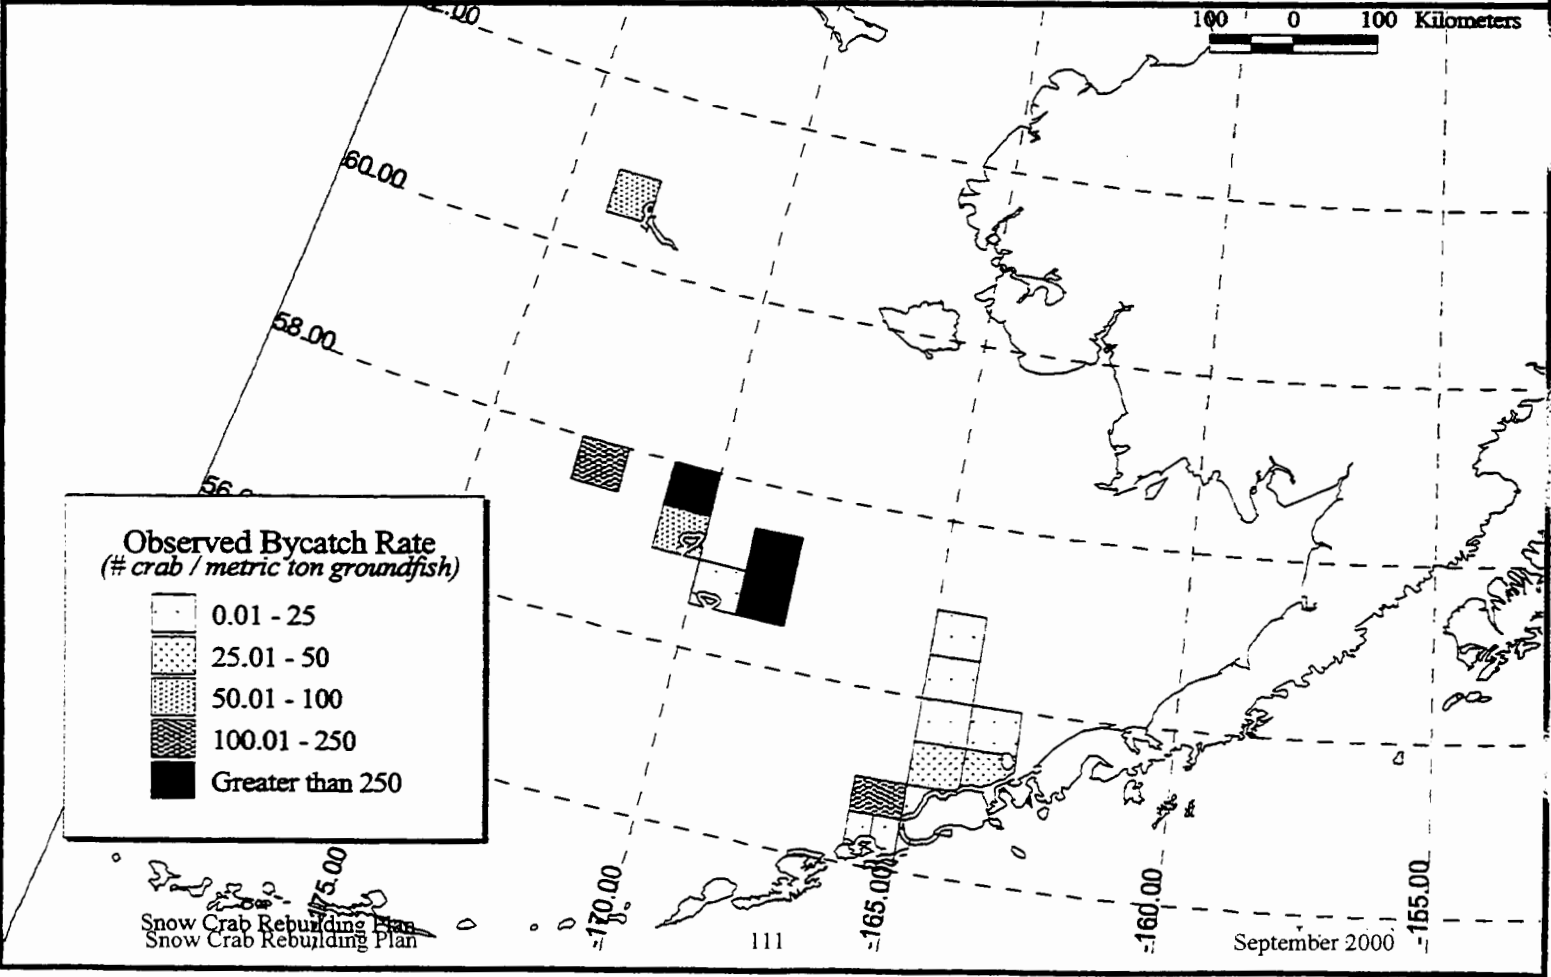 100 0 100 Kilometers
60.00
58.00
Observed Bycatch Rate
(# crab / metric ton groundfish)
0.01 - 25
25.01 - 50
50.01 - 100
100.01 - 250
Greater than 250
-170.00
-165.00
-160.00
-155.00
Snow Crab Rebuilding Plan
Snow Crab Rebuilding Plan
111
September 2000